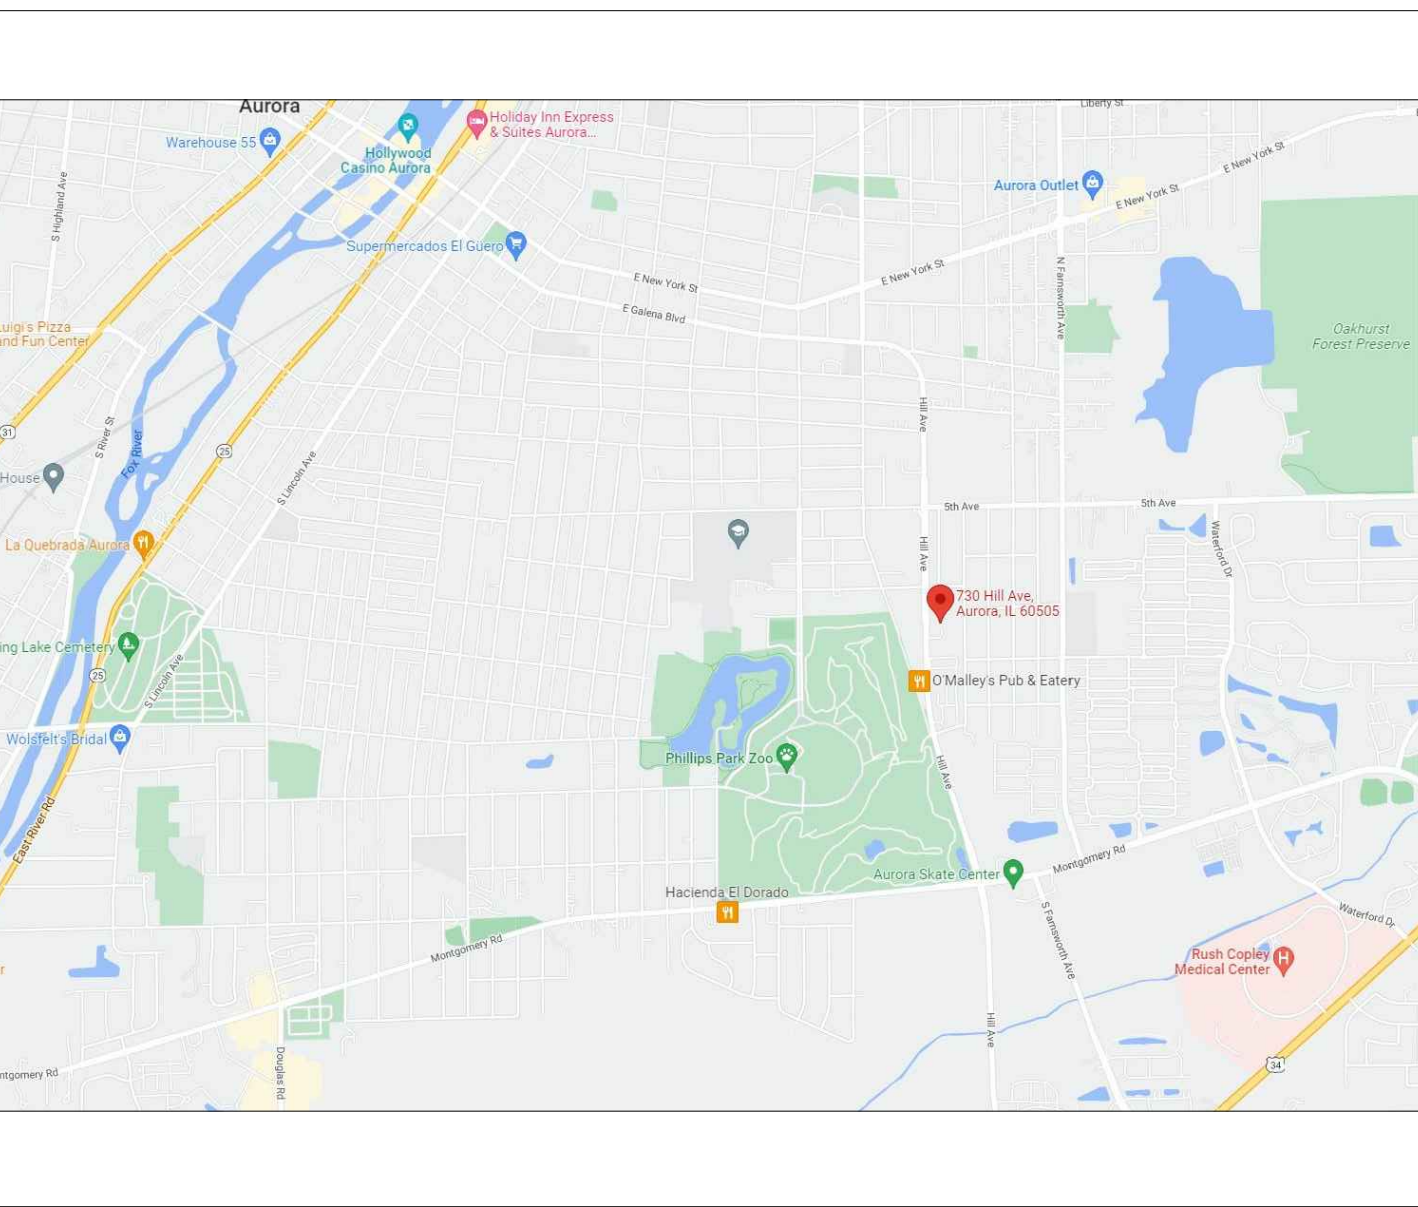 Aurora
Liberty St
Holiday Inn Express
& Suites Aurora...
Warehouse 55
Hollywood
Casino Aurora
E New York St
Aurora Outlet
E New York St
S Highland Ave
Supermercados El Güero
E New York St
E New York St
E Galena Blvd
N Farnsworth Ave
Luigi's Pizza
and Fun Center
Oakhurst
Forest Preserve
Hill Ave
31
S River St
Fox River
25
S Lincoln Ave
House
5th Ave
5th Ave
Waterford Dr
La Quebrada Aurora
Hill Ave
730 Hill Ave,
Aurora, IL 60505
ing Lake Cemetery
25
S Lincoln Ave
O'Malley's Pub & Eatery
Wolsfelt's Bridal
Phillips Park Zoo
Hill Ave
East River Rd
Montgomery Rd
Aurora Skate Center
Hacienda El Dorado
Waterford Dr
S Farnsworth Ave
Montgomery Rd
Rush Copley
Medical Center
H
r
Hill Ave
34
Douglas Rd
ntgomery Rd